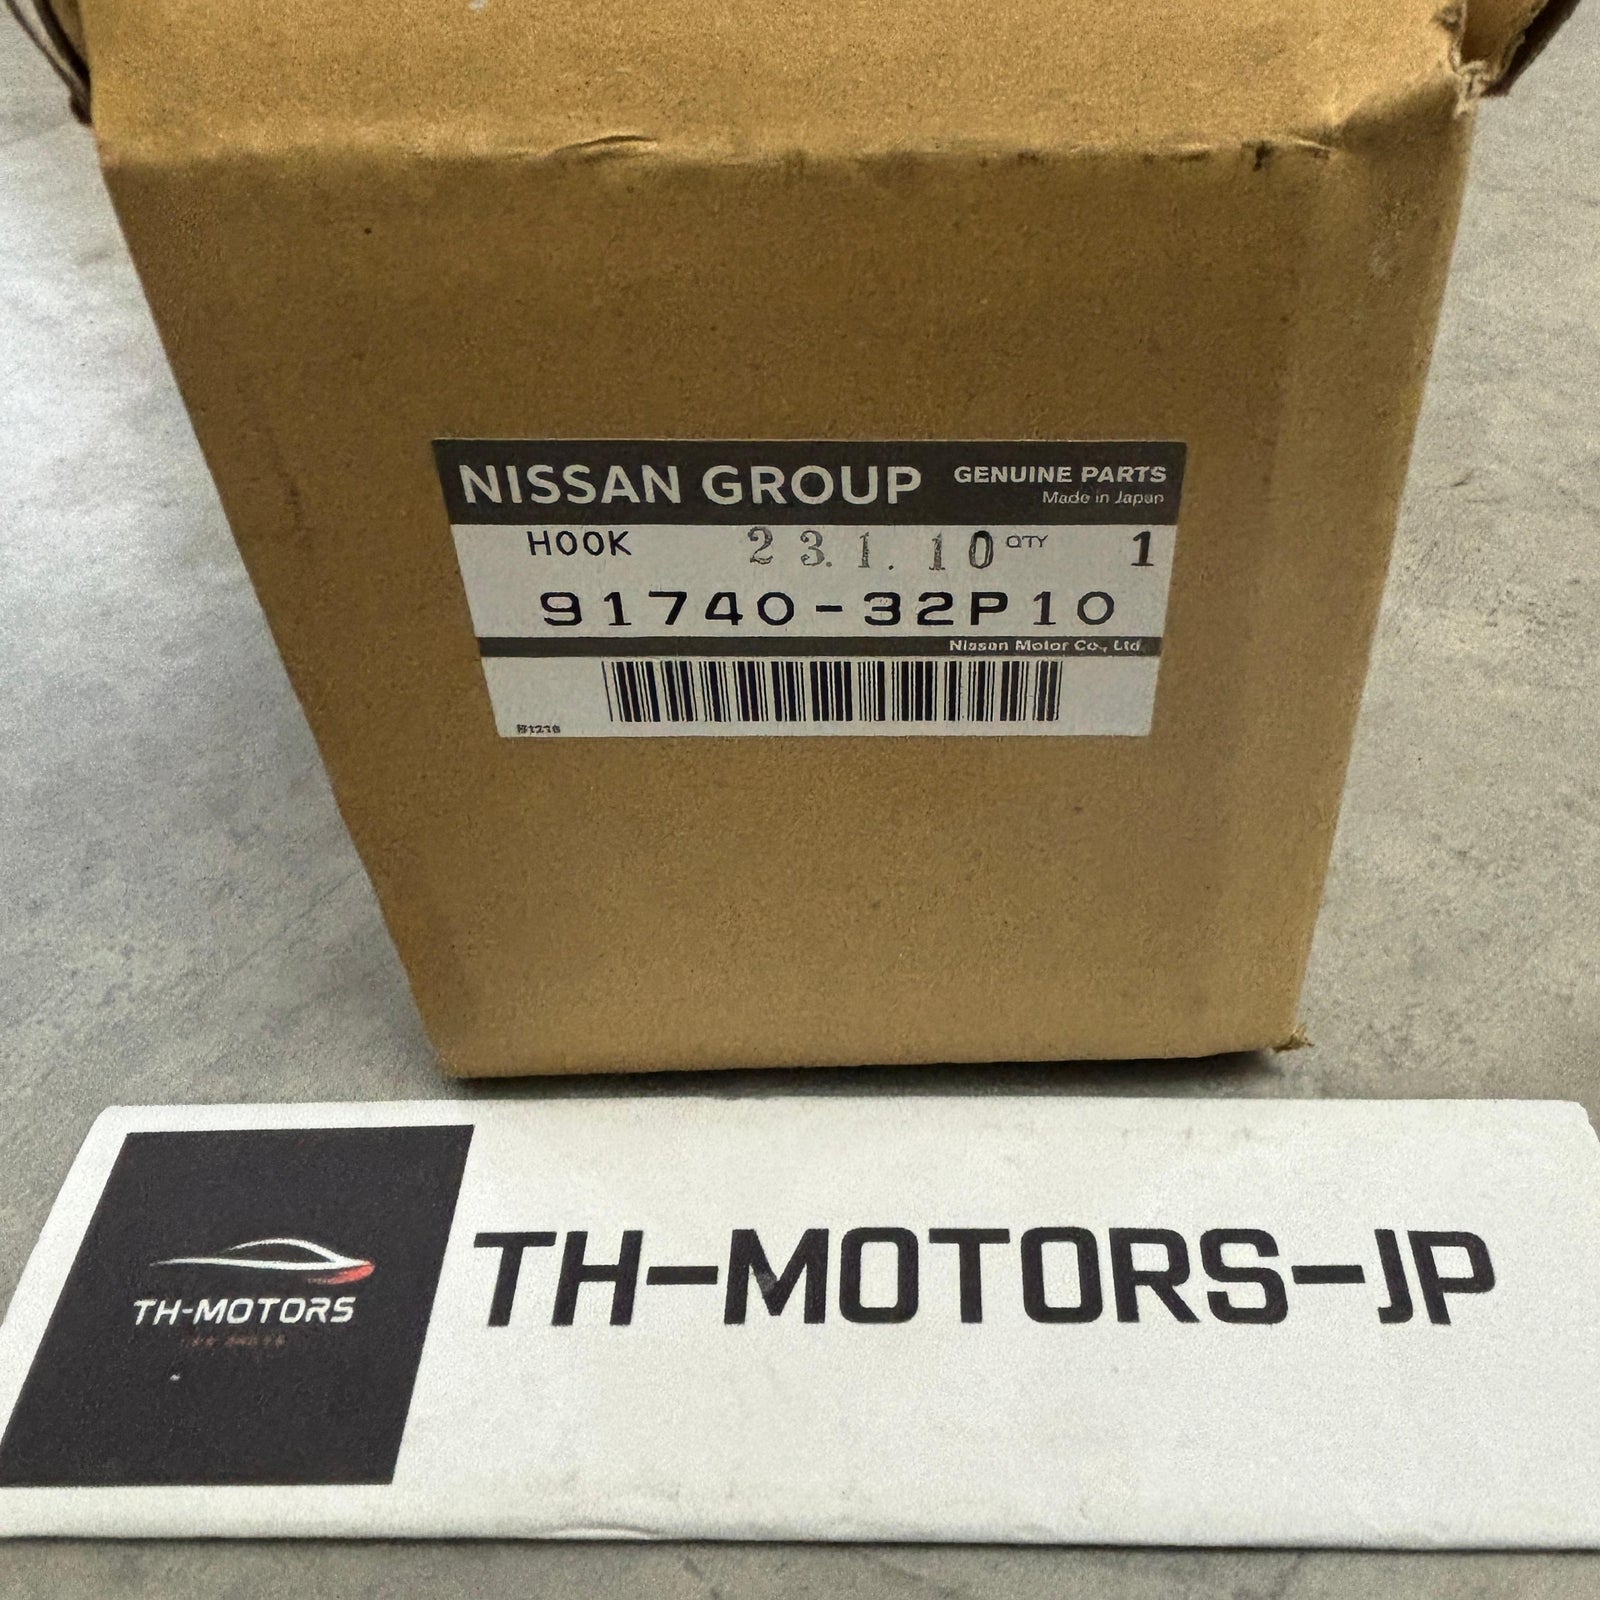 NISSAN GROUP GENUINE PARTS
Made in Japan
HOOK 23.1.10 QTY 1
91740-32P10
Nissan Motor Co., Ltd.
TH-MOTORS-JP
TH-MOTORS